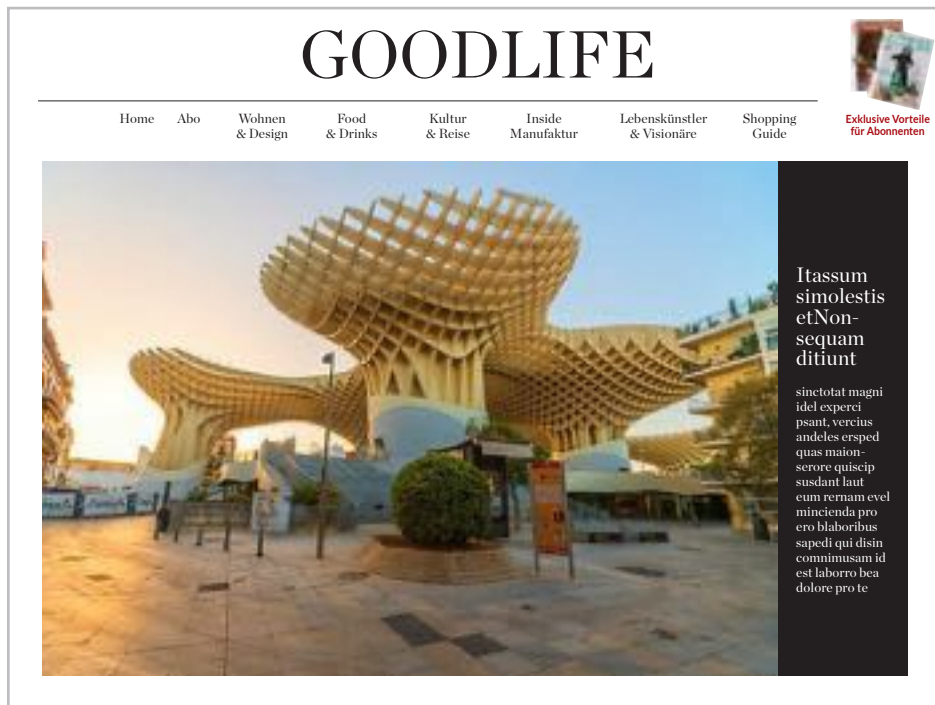 GOODLIFE
Exklusive Vorteile
für Abonnenten
Home
Abo
Wohnen
& Design
Food
& Drinks
Kultur
& Reise
Inside
Manufaktur
Lebenskünstler
& Visionäre
Shopping
Guide
Itassum
simolestis
etNon-
sequam
ditiunt
sinctotat magni
idel experci
psant, vercius
andeles ersped
quas maion-
serore quiscip
susdant laut
eum rernam evel
mincienda pro
ero blaboribus
sapedi qui disin
comnimusam id
est laborro bea
dolore pro te